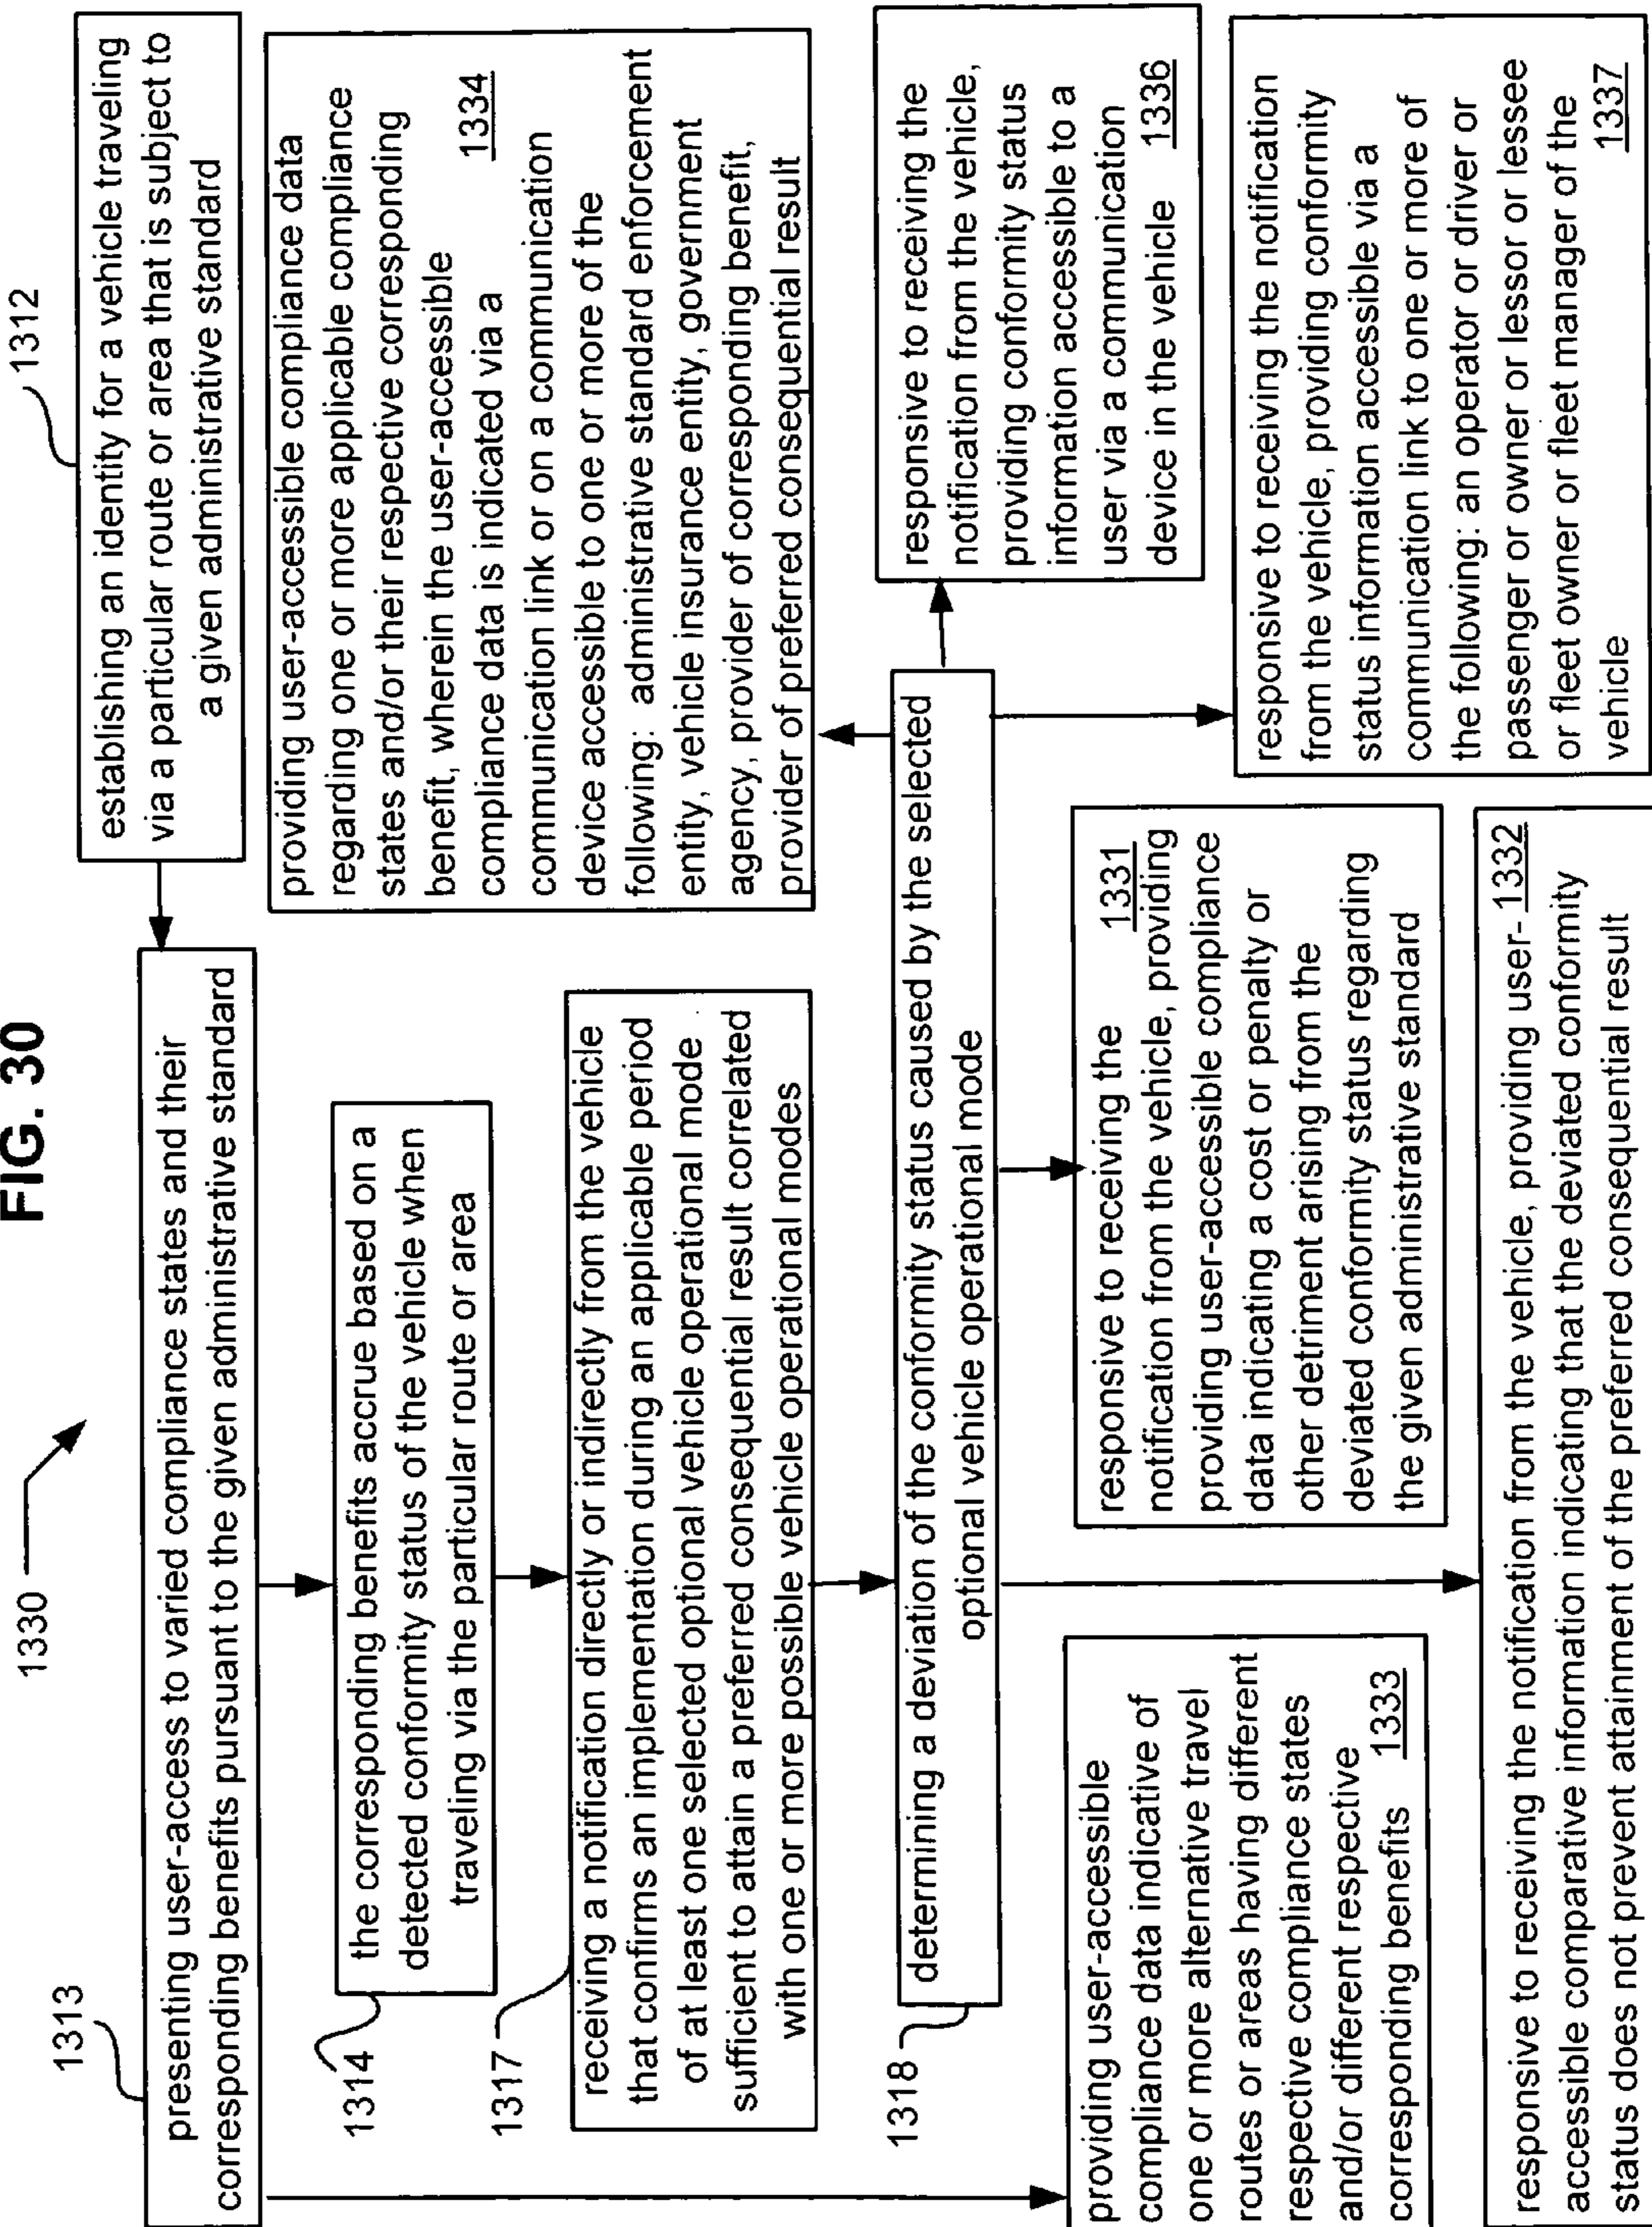 FIG. 30
1330
1312
establishing an identity for a vehicle traveling
via a particular route or area that is subject to
a given administrative standard
1313
presenting user-access to varied compliance states and their
corresponding benefits pursuant to the given administrative standard
1314
the corresponding benefits accrue based on a
detected conformity status of the vehicle when
traveling via the particular route or area
providing user-accessible compliance data
regarding one or more applicable compliance
states and/or their respective corresponding
benefit, wherein the user-accessible
compliance data is indicated via a 1334
communication link or on a communication
device accessible to one or more of the
following: administrative standard enforcement
entity, vehicle insurance entity, government
agency, provider of corresponding benefit,
provider of preferred consequential result
1317
receiving a notification directly or indirectly from the vehicle
that confirms an implementation during an applicable period
of at least one selected optional vehicle operational mode
sufficient to attain a preferred consequential result correlated
with one or more possible vehicle operational modes
1318
determining a deviation of the conformity status caused by the selected
optional vehicle operational mode
responsive to receiving the
notification from the vehicle,
providing conformity status
information accessible to a
user via a communication
device in the vehicle 1336
providing user-accessible
compliance data indicative of
one or more alternative travel
routes or areas having different
respective compliance states
and/or different respective
corresponding benefits 1333
responsive to receiving the 1331
notification from the vehicle, providing
providing user-accessible compliance
data indicating a cost or penalty or
other detriment arising from the
deviated conformity status regarding
the given administrative standard
responsive to receiving the notification
from the vehicle, providing conformity
status information accessible via a
communication link to one or more of
the following: an operator or driver or
passenger or owner or lessor or lessee
or fleet owner or fleet manager of the
vehicle 1337
responsive to receiving the notification from the vehicle, providing user- 1332
accessible comparative information indicating that the deviated conformity
status does not prevent attainment of the preferred consequential result